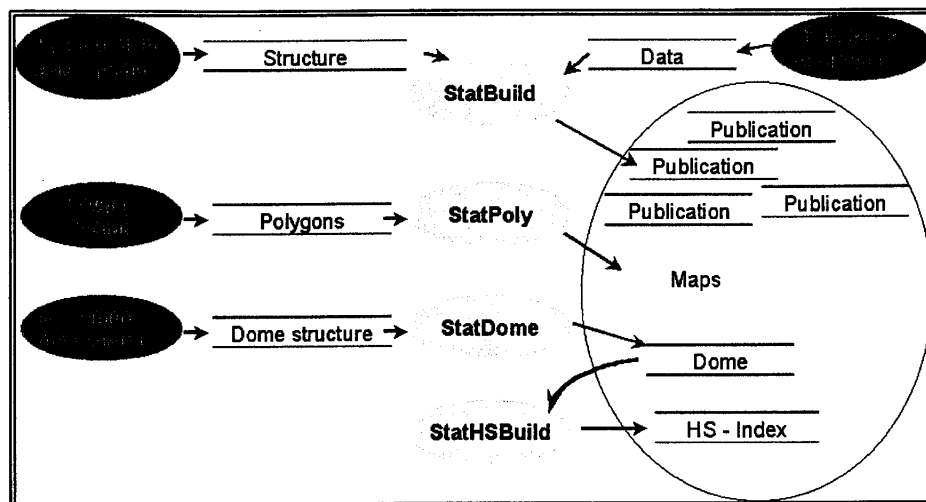 Structure
Data
StatBuild
Publication
Publication
Publication
Publication
Polygons
StatPoly
Maps
Dome structure
StatDome
Dome
StatHSBuild
HS - Index